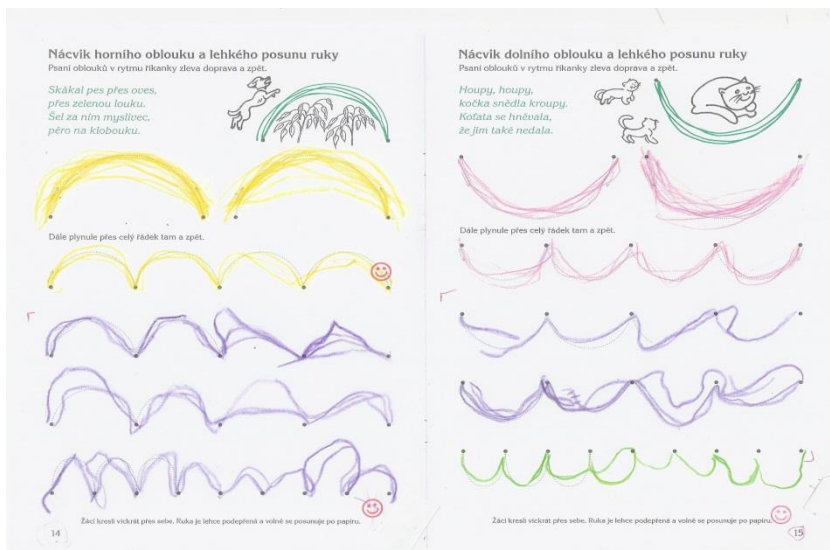 Nácvik horního oblouku a lehkého posunu ruky
Psaní oblouků v rytmu říkanky zleva doprava a zpět.
Skákal pes přes oves,
přes zelenou louku.
Šel za ním myslivec,
péro na klobouku.
Dále plynule přes celý řádek tam a zpět.
Žáci kreslí víckrát přes sebe. Ruka je lehce podepřená a volně se posunuje po papíru.
14
Nácvik dolního oblouku a lehkého posunu ruky
Psaní oblouků v rytmu říkanky zleva doprava a zpět.
Houpy, houpy,
kočka snědla kroupy.
Koťata se hněvala,
že jim také nedala.
Dále plynule přes celý řádek tam a zpět.
Žáci kreslí víckrát přes sebe. Ruka je lehce podepřená a volně se posunuje po papíru.
15